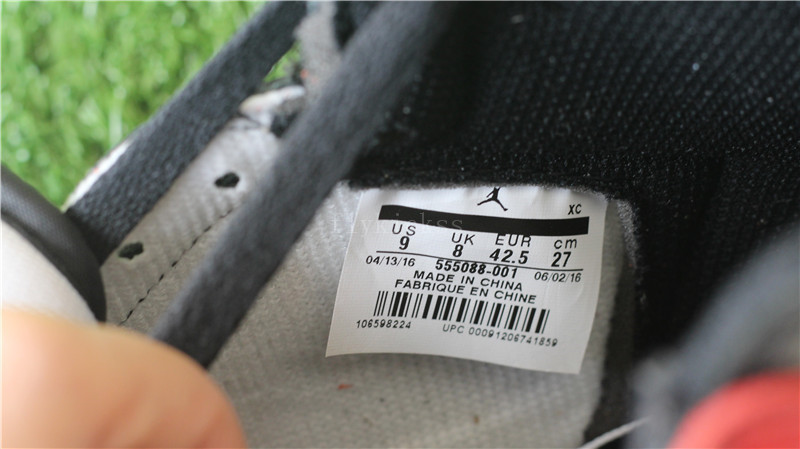 XC
US UK EUR cm
9 8 42.5 27
04/13/16 555088-001 06/02/16
MADE IN CHINA
FABRIQUE EN CHINE
106598224 UPC 00091206741859